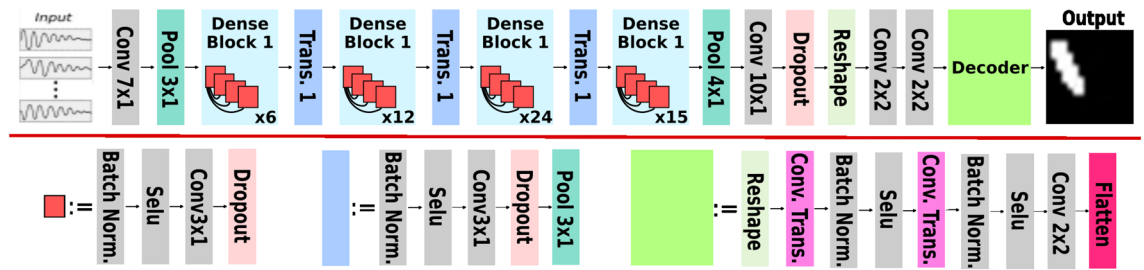 Input
Conv 7x1
Pool 3x1
Dense
Block 1
x6
Trans. 1
Dense
Block 1
x12
Trans. 1
Dense
Block 1
x24
Trans. 1
Dense
Block 1
x15
Pool 4x1
Conv 10x1
Dropout
Reshape
Conv 2x2
Conv 2x2
Decoder
Output
::=
Batch Norm.
Selu
Conv3x1
Dropout
::=
Batch Norm.
Selu
Conv3x1
Dropout
Pool 3x1
::=
Reshape
Conv. Trans.
Batch Norm.
Selu
Conv. Trans.
Batch Norm.
Selu
Conv 2x2
Flatten